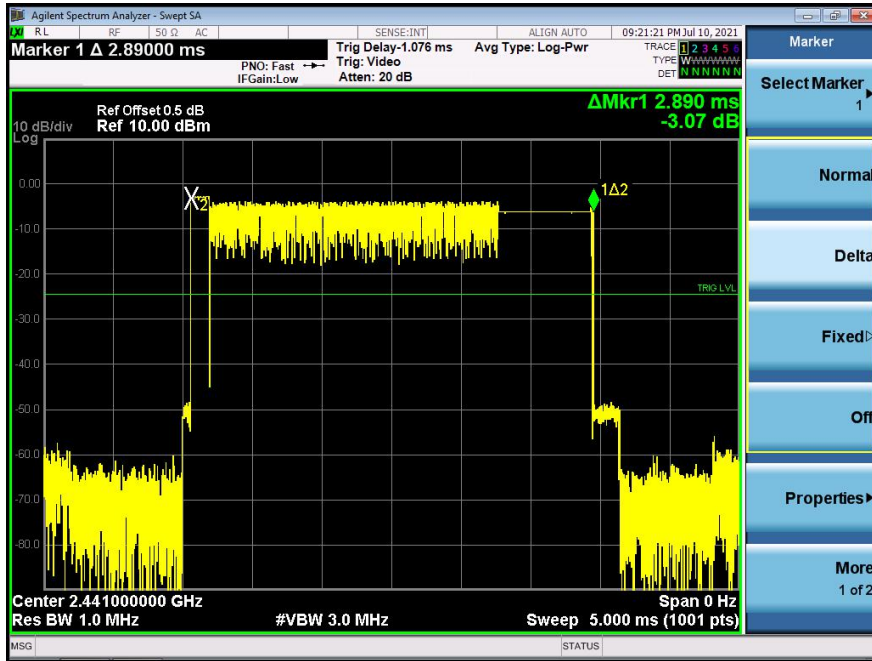 Agilent Spectrum Analyzer - Swept SA
LXI RL RF 50 Ω AC SENSE:INT ALIGN AUTO 09:21:21 PM Jul 10, 2021
Marker 1 Δ 2.89000 ms
PNO: Fast
IFGain:Low
Trig Delay-1.076 ms
Trig: Video
Atten: 20 dB
Avg Type: Log-Pwr
TRACE 1 2 3 4 5 6
TYPE WWWWWW
DET N N N N N N
ΔMkr1 2.890 ms
-3.07 dB
Ref Offset 0.5 dB
Ref 10.00 dBm
10 dB/div
Log
0.00
-10.0
-20.0
-30.0
-40.0
-50.0
-60.0
-70.0
-80.0
X2
1Δ2
TRIG LVL
Center 2.441000000 GHz
Span 0 Hz
Res BW 1.0 MHz
#VBW 3.0 MHz
Sweep 5.000 ms (1001 pts)
MSG
STATUS
Marker
Select Marker
1
Norma
Delta
Fixed
Off
Properties
More
1 of 2